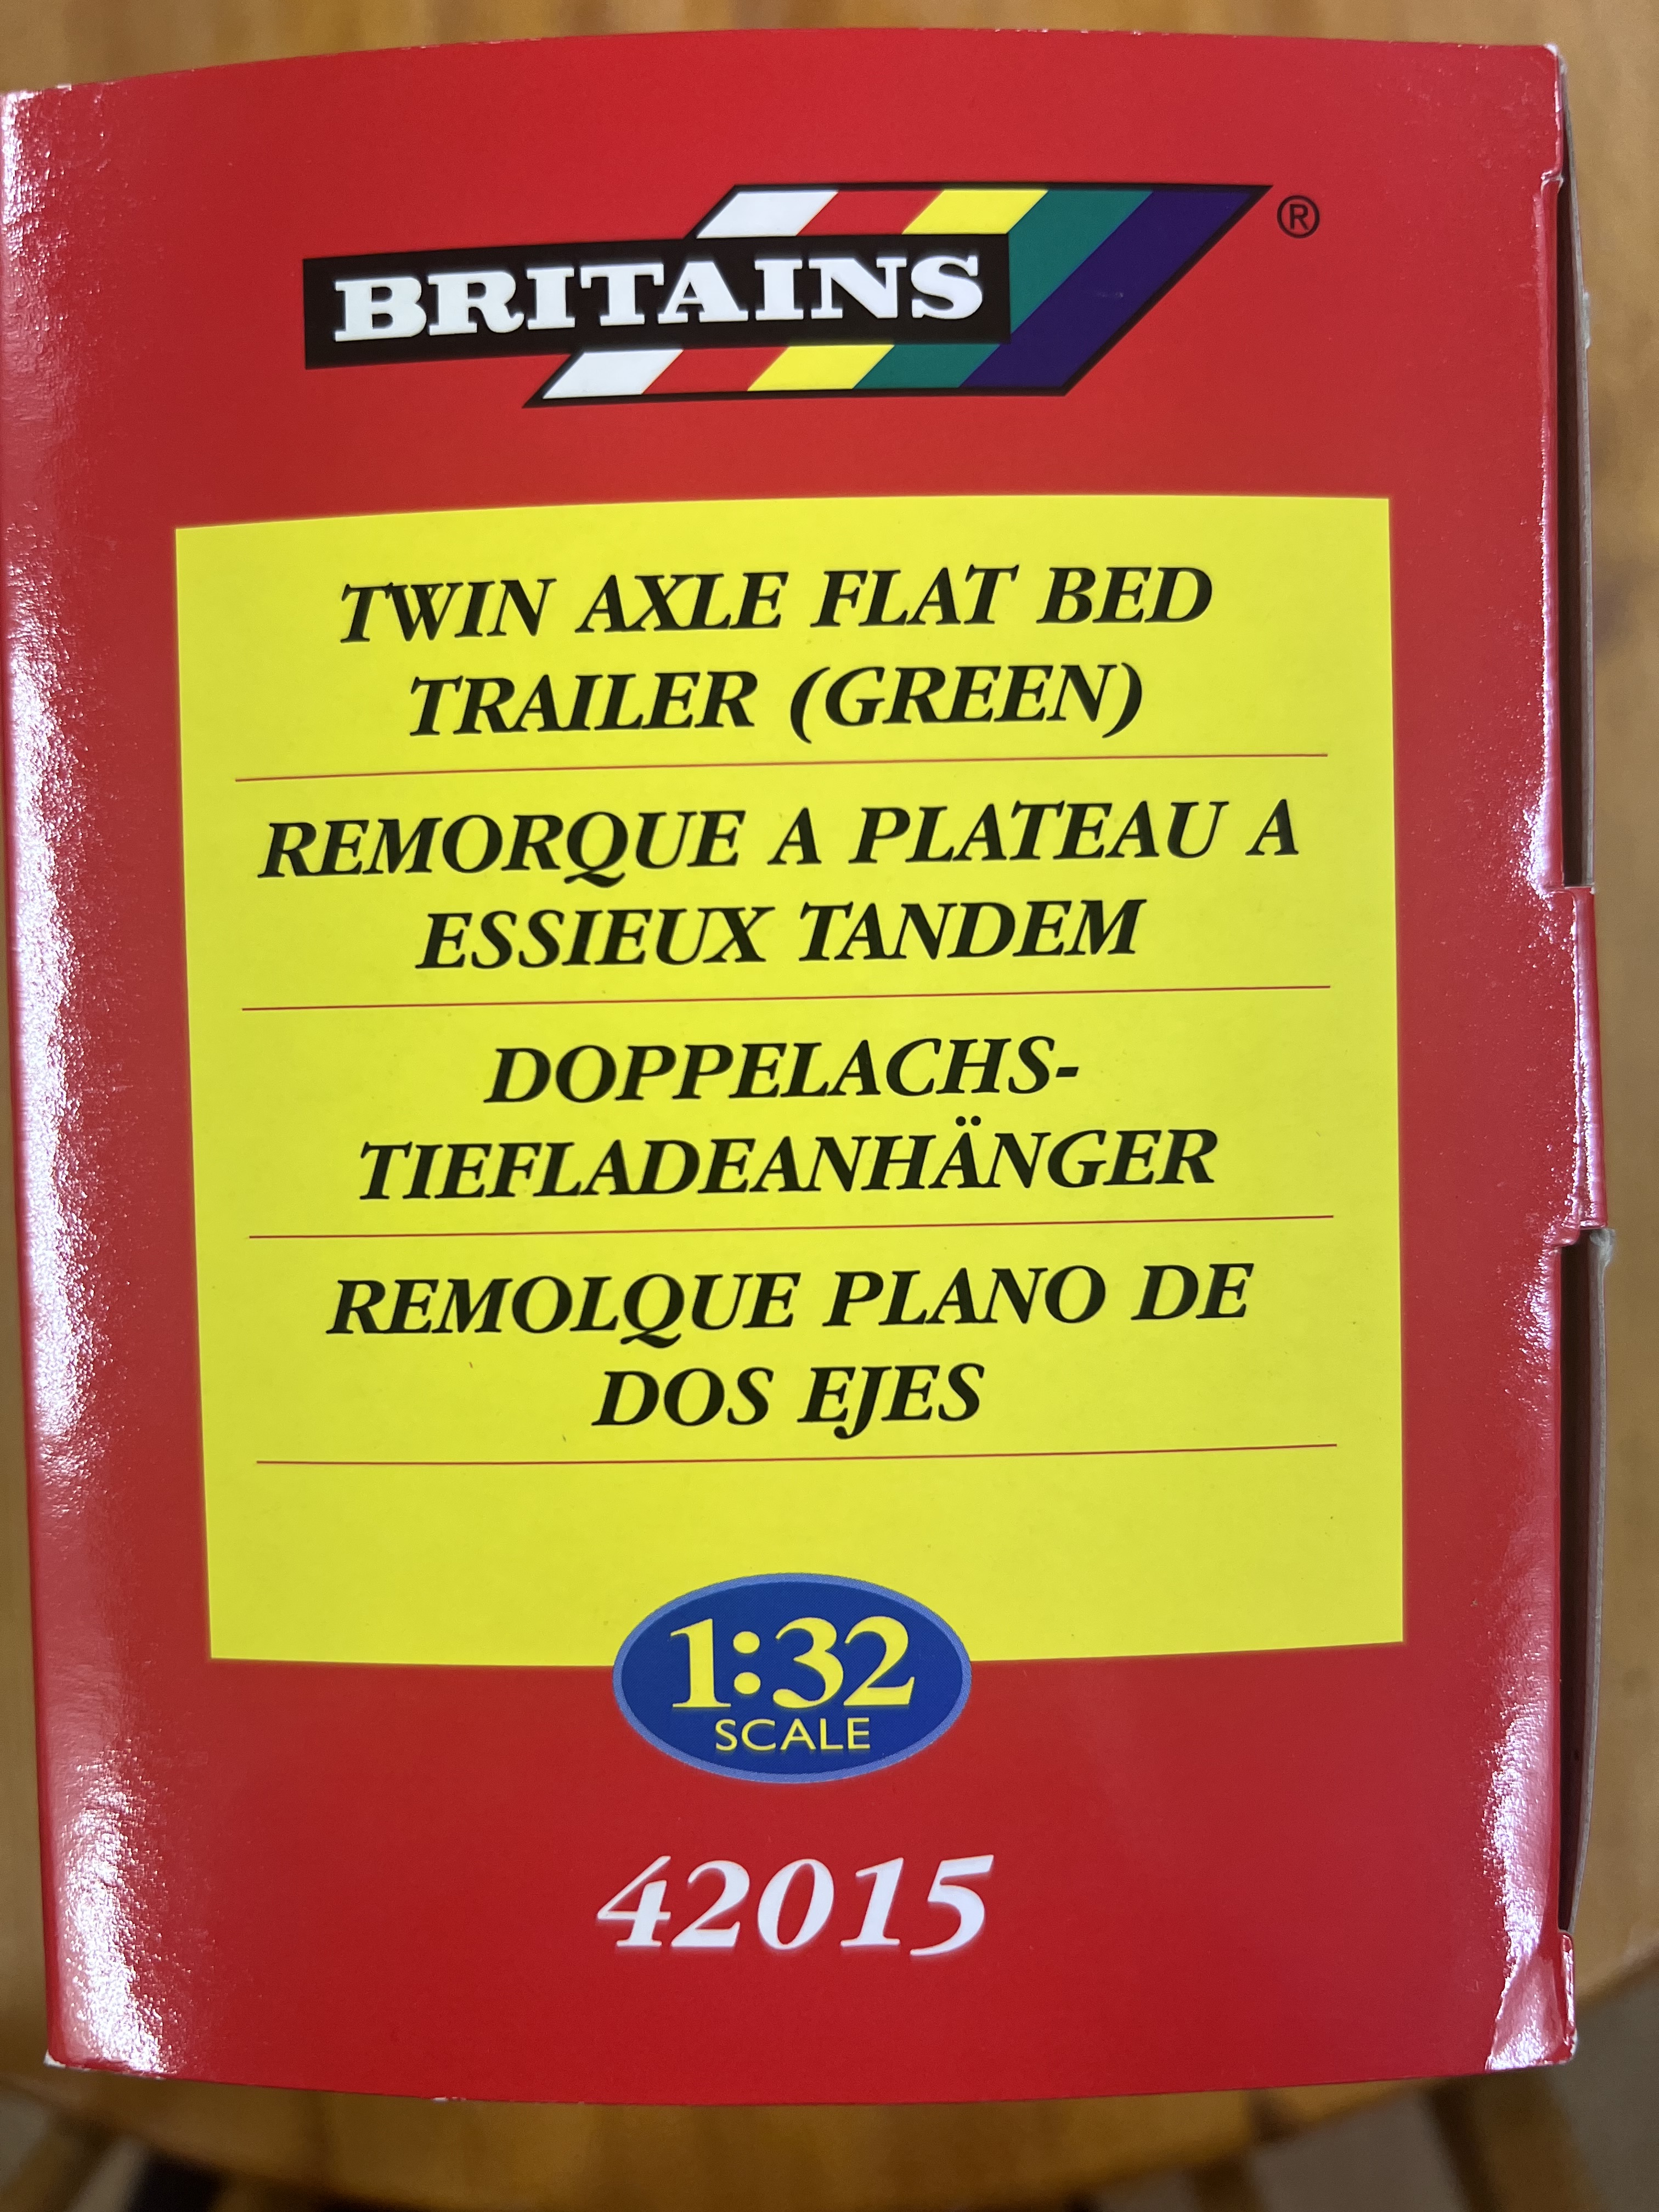 BRITAINS ®
TWIN AXLE FLAT BED
TRAILER (GREEN)
REMORQUE A PLATEAU A
ESSIEUX TANDEM
DOPPELACHS-
TIEFLADEANHÄNGER
REMOLQUE PLANO DE
DOS EJES
1:32
SCALE
42015